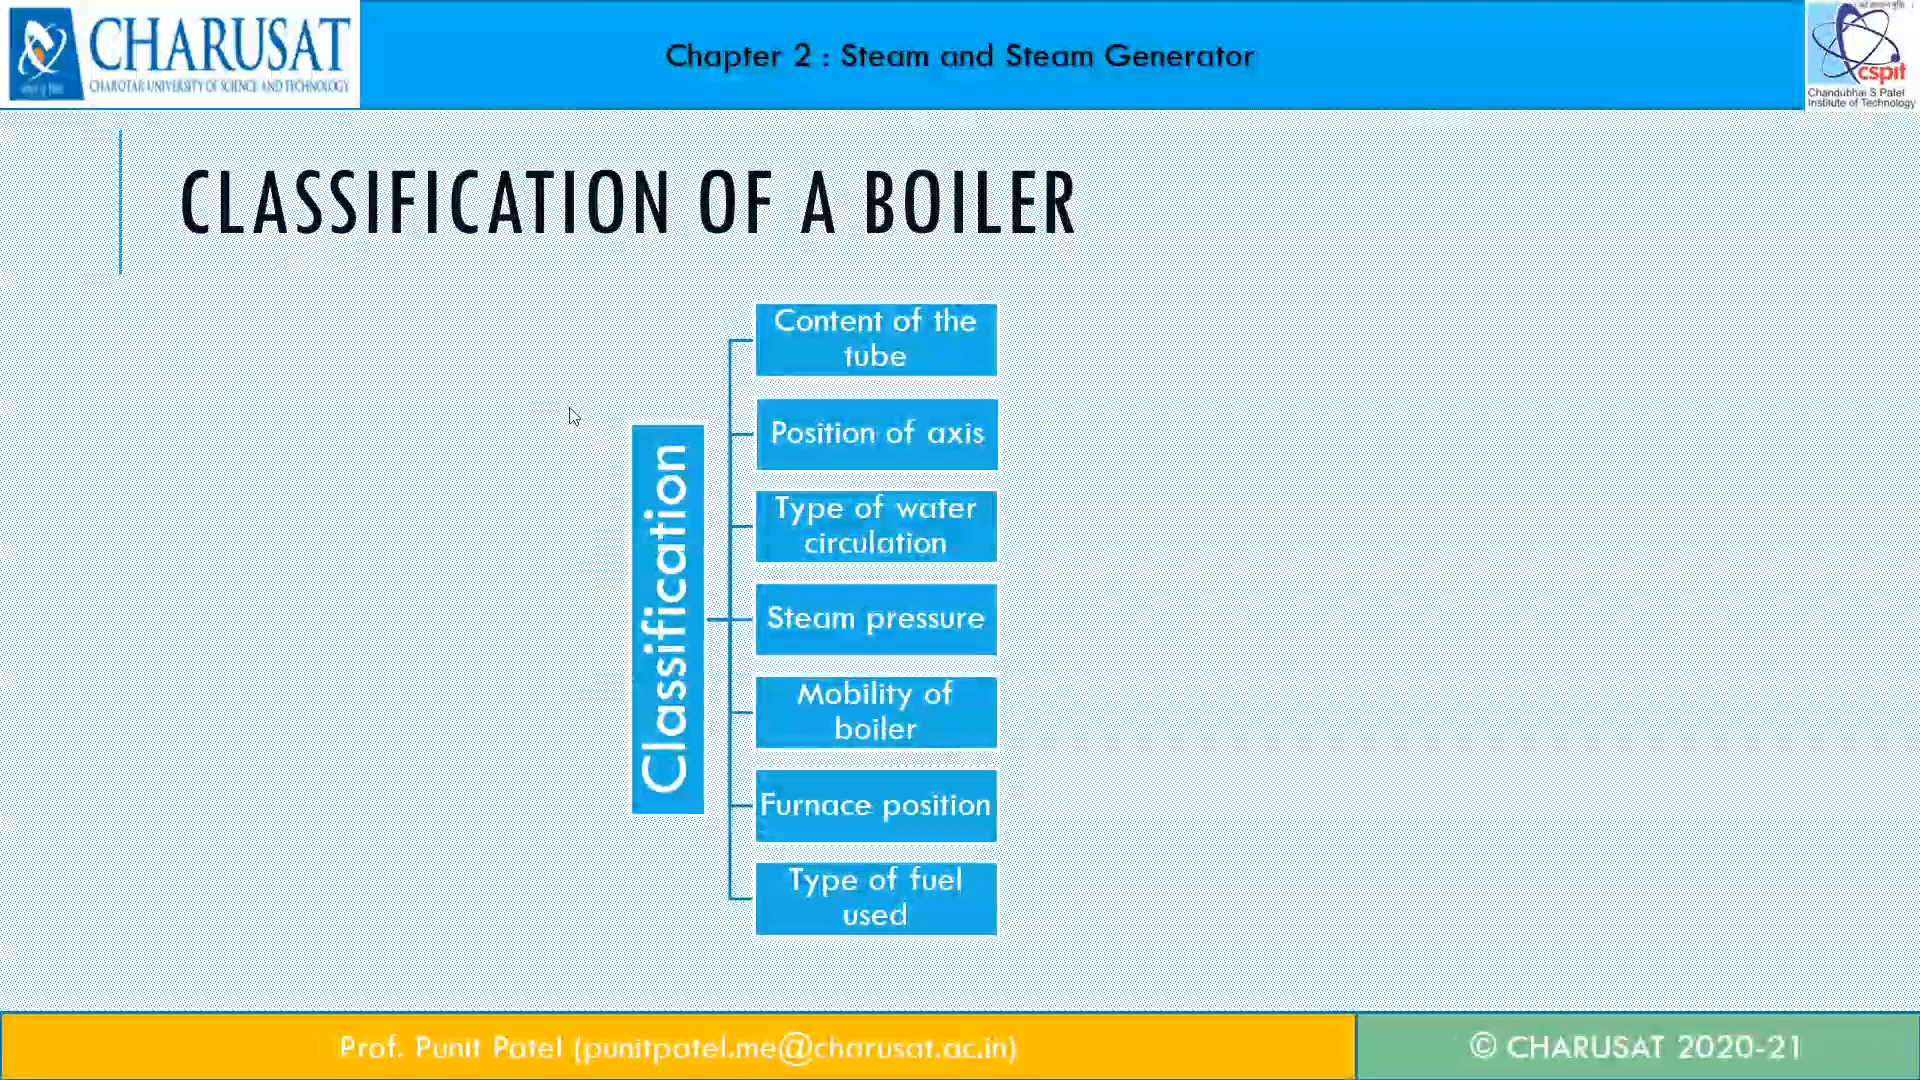 CHARUSAT
CHAROTAR UNIVERSITY OF SCIENCE AND TECHNOLOGY
Chapter 2 : Steam and Steam Generator
cspit
Chandubhai S Patel
Institute of Technology
CLASSIFICATION OF A BOILER
Classification
Content of the
tube
Position of axis
Type of water
circulation
Steam pressure
Mobility of
boiler
Furnace position
Type of fuel
used
Prof. Punit Patel (punitpatel.me@charusat.ac.in)
© CHARUSAT 2020-21